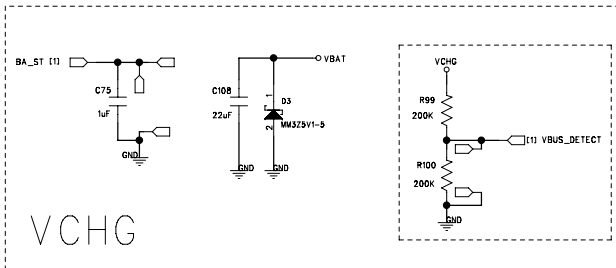 BA_ST [1]
C75
1uF
GND
VBAT
C108
22uF
1
D3
MM3Z5V1-5
2
GND
GND
VCHG
R99
200K
[1] VBUS_DETECT
R100
200K
GND
VCHG